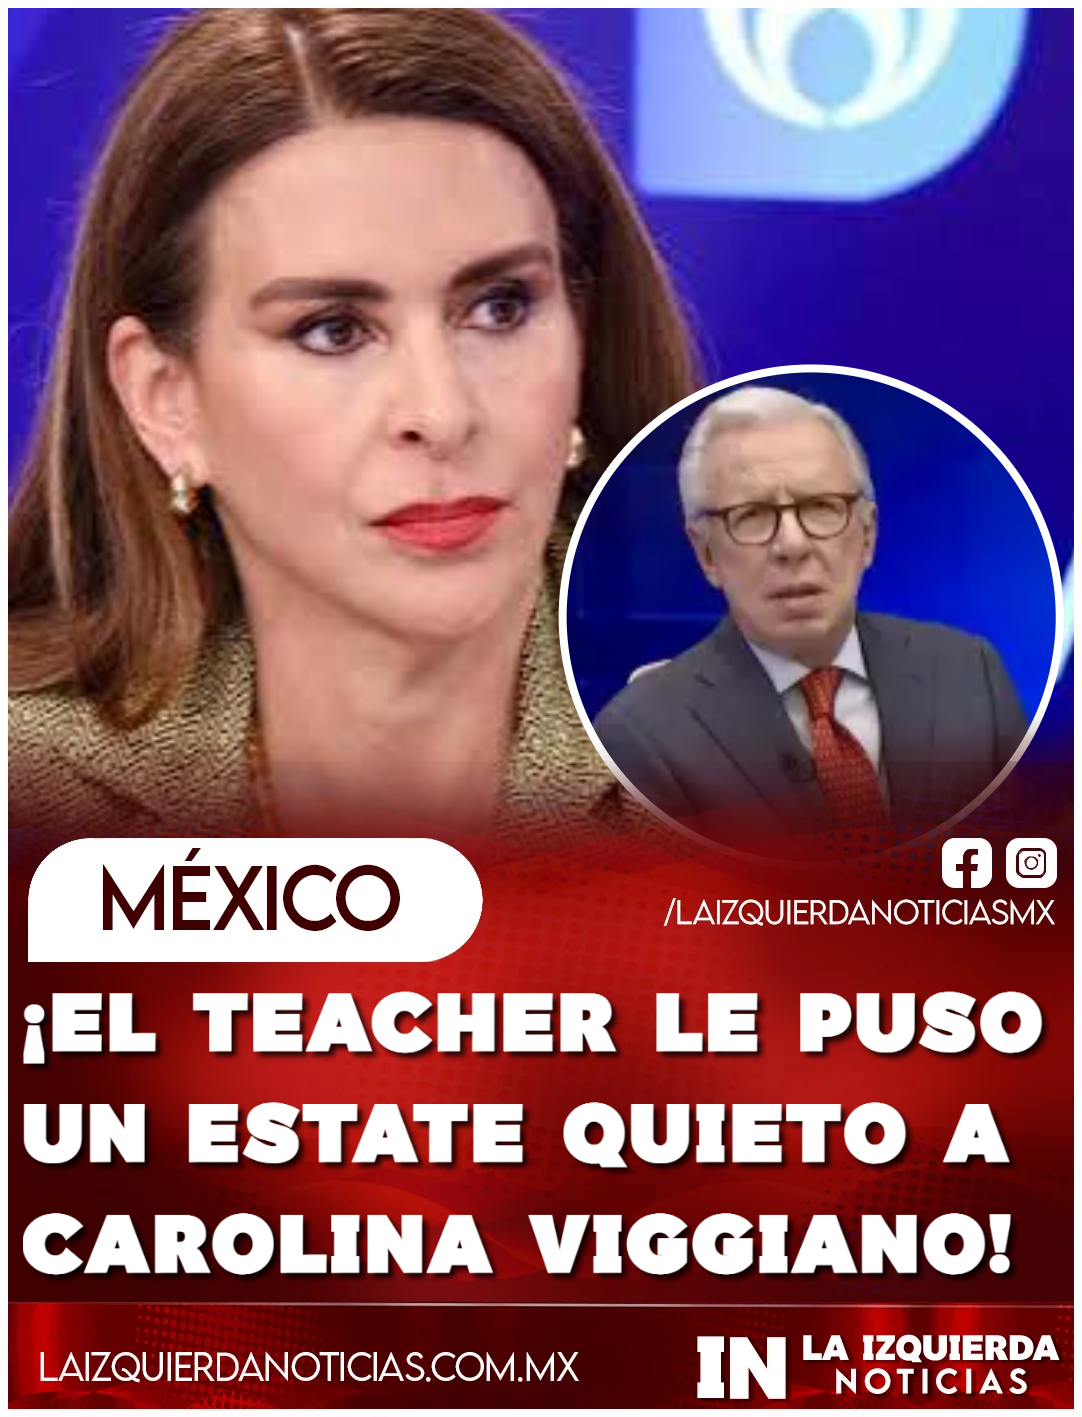 MÉXICO
/LAIZQUIERDANOTICIASMX
¡EL TEACHER LE PUSO
UN ESTATE QUIETO A
CAROLINA VIGGIANO!
LAIZQUIERDANOTICIAS.COM.MX
IN LA IZQUIERDA
NOTICIAS